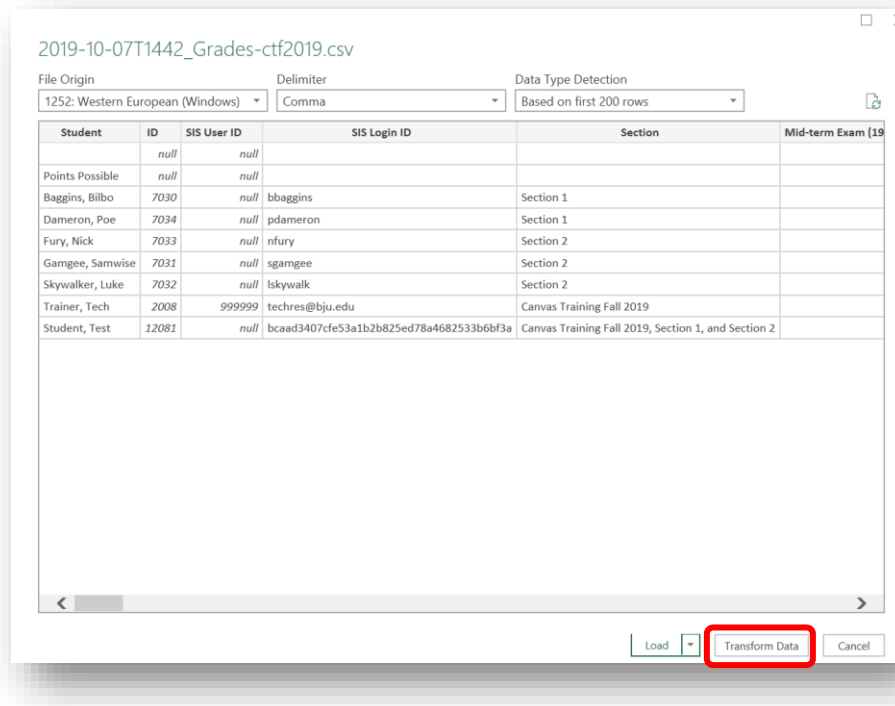 2019-10-07T1442_Grades-ctf2019.csv
File Origin Delimiter Data Type Detection
1252: Western European (Windows) Comma Based on first 200 rows
Student ID SIS User ID SIS Login ID Section Mid-term Exam (19
null null
Points Possible null null
Baggins, Bilbo 7030 null bbaggins Section 1
Dameron, Poe 7034 null pdameron Section 1
Fury, Nick 7033 null nfury Section 2
Gamgee, Samwise 7031 null sgamgee Section 2
Skywalker, Luke 7032 null lskywalk Section 2
Trainer, Tech 2008 999999 techres@bju.edu Canvas Training Fall 2019
Student, Test 12081 null bcaad3407cfe53a1b2b825ed78a4682533b6bf3a Canvas Training Fall 2019, Section 1, and Section 2
Load Transform Data Cancel